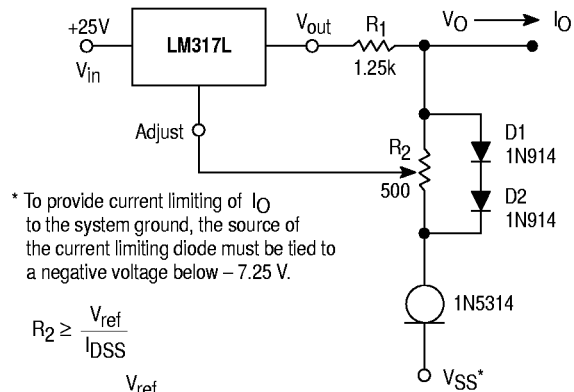 +25V
V_in
LM317L
V_out
R_1
1.25k
V_O
I_O
Adjust
R_2
500
D1
1N914
D2
1N914
* To provide current limiting of I_O
to the system ground, the source of
the current limiting diode must be tied to
a negative voltage below – 7.25 V.
R_2 ≥ V_ref / I_DSS
V_ref
1N5314
V_SS*